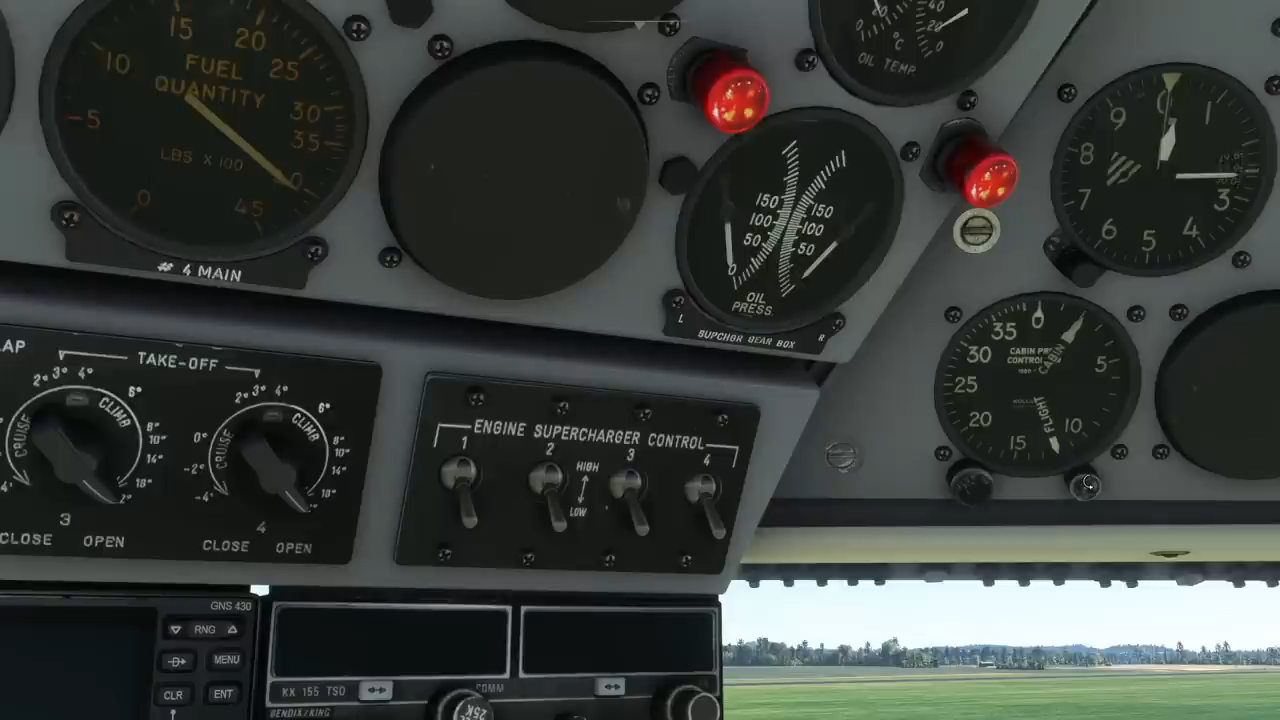 15 20
10 FUEL 25
QUANTITY
5 30
35
LBS X 100
0 45
# 4 MAIN
40
20
0
°C
OIL TEMP.
150 150
100 100
50 50
0
OIL
PRESS.
L SUPCHGR GEAR BOX R
0
9 1
8
7 3
6 5 4
35 0
30 CABIN
5
25 FLIGHT
20 15 10
LAP
TAKE-OFF
2° 3° 4° 6° 8° 10° 14°
CRUISE CLIMB
3
CLOSE OPEN
2° 3° 4° 6° 8° 10° 14° 18°
0° -2° -4°
CRUISE CLIMB
4
CLOSE OPEN
ENGINE SUPERCHARGER CONTROL
1 2 3 4
HIGH
LOW
GNS 430
RNG
MENU
CLR ENT
KX 155 TSO COMM
BENDIX/KING
25K